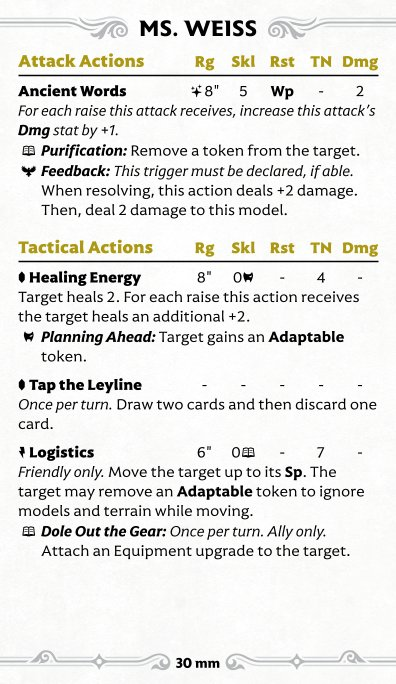 MS. WEISS
Attack Actions Rg Skl Rst TN Dmg
Ancient Words 8" 5 Wp - 2
For each raise this attack receives, increase this attack's
Dmg stat by +1.
Purification: Remove a token from the target.
Feedback: This trigger must be declared, if able.
When resolving, this action deals +2 damage.
Then, deal 2 damage to this model.
Tactical Actions Rg Skl Rst TN Dmg
Healing Energy 8" 0 - 4 -
Target heals 2. For each raise this action receives
the target heals an additional +2.
Planning Ahead: Target gains an Adaptable
token.
Tap the Leyline - - - - -
Once per turn. Draw two cards and then discard one
card.
Logistics 6" 0 - 7 -
Friendly only. Move the target up to its Sp. The
target may remove an Adaptable token to ignore
models and terrain while moving.
Dole Out the Gear: Once per turn. Ally only.
Attach an Equipment upgrade to the target.
30 mm